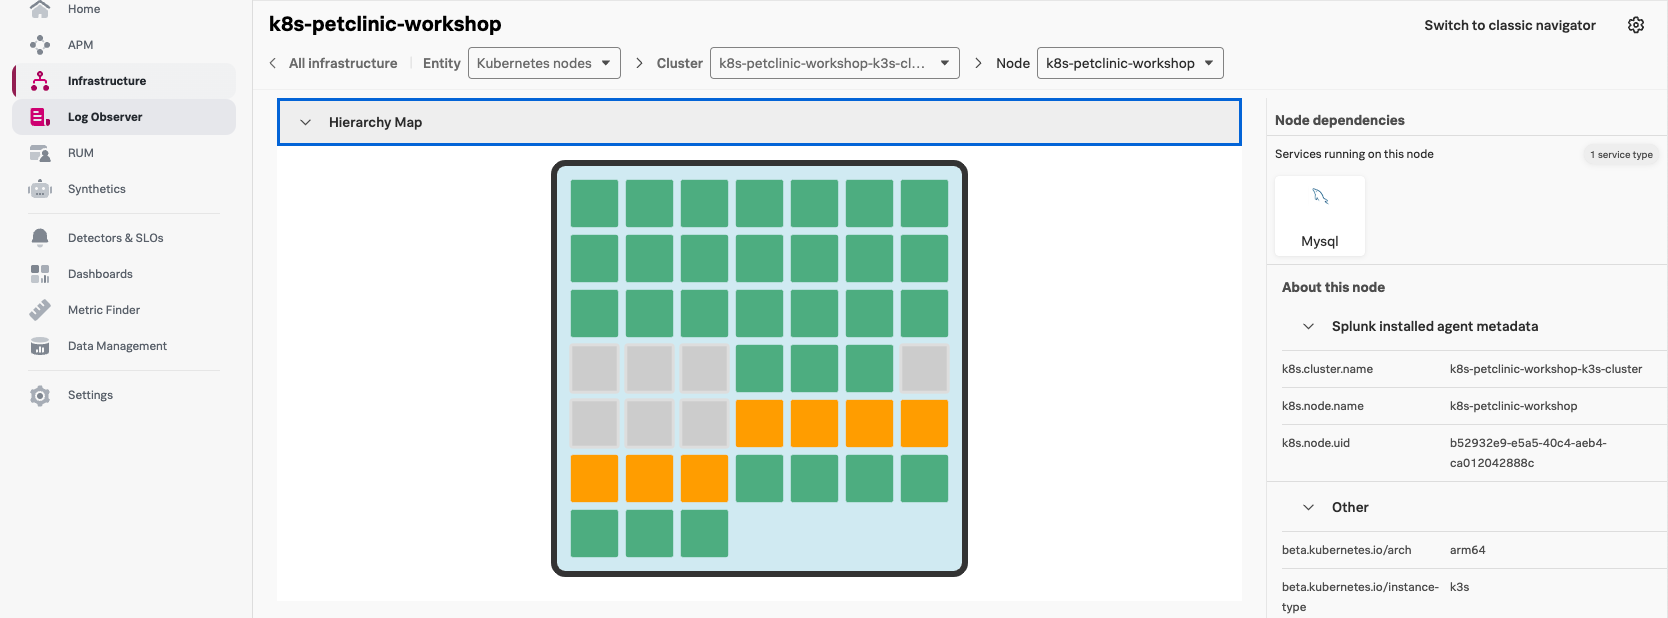 Home
APM
Infrastructure
Log Observer
RUM
Synthetics
Detectors & SLOs
Dashboards
Metric Finder
Data Management
Settings
k8s-petclinic-workshop
Switch to classic navigator
All infrastructure
Entity
Kubernetes nodes
Cluster
k8s-petclinic-workshop-k3s-cl...
Node
k8s-petclinic-workshop
Hierarchy Map
Node dependencies
Services running on this node
1 service type
Mysql
About this node
Splunk installed agent metadata
k8s.cluster.name
k8s-petclinic-workshop-k3s-cluster
k8s.node.name
k8s-petclinic-workshop
k8s.node.uid
b52932e9-e5a5-40c4-aeb4-
ca012042888c
Other
beta.kubernetes.io/arch
arm64
beta.kubernetes.io/instance-
type
k3s